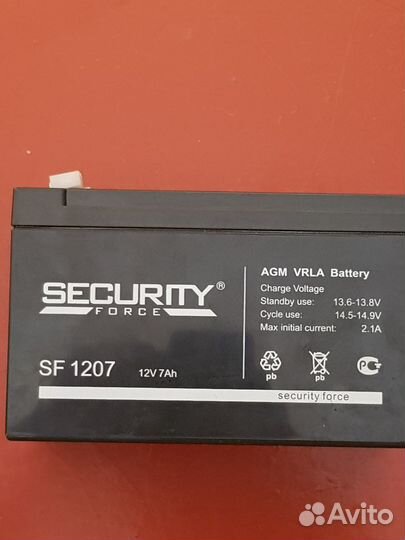 SECURITY®
FORCE
SF 1207 12V 7Ah
AGM VRLA Battery
Charge Voltage
Standby use: 13.6-13.8V
Cycle use: 14.5-14.9V
Max initial current: 2.1A
pb pb
security force
Avito